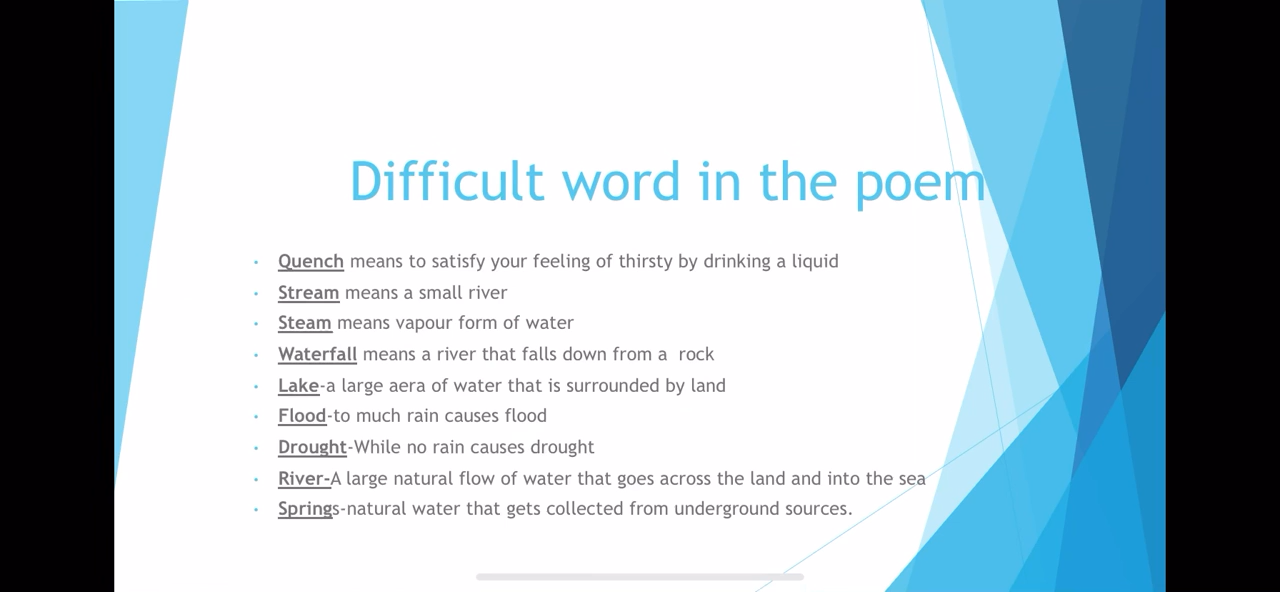 Difficult word in the poem
• Quench means to satisfy your feeling of thirsty by drinking a liquid
• Stream means a small river
• Steam means vapour form of water
• Waterfall means a river that falls down from a  rock
• Lake-a large aera of water that is surrounded by land
• Flood-to much rain causes flood
• Drought-While no rain causes drought
• River-A large natural flow of water that goes across the land and into the sea
• Springs-natural water that gets collected from underground sources.